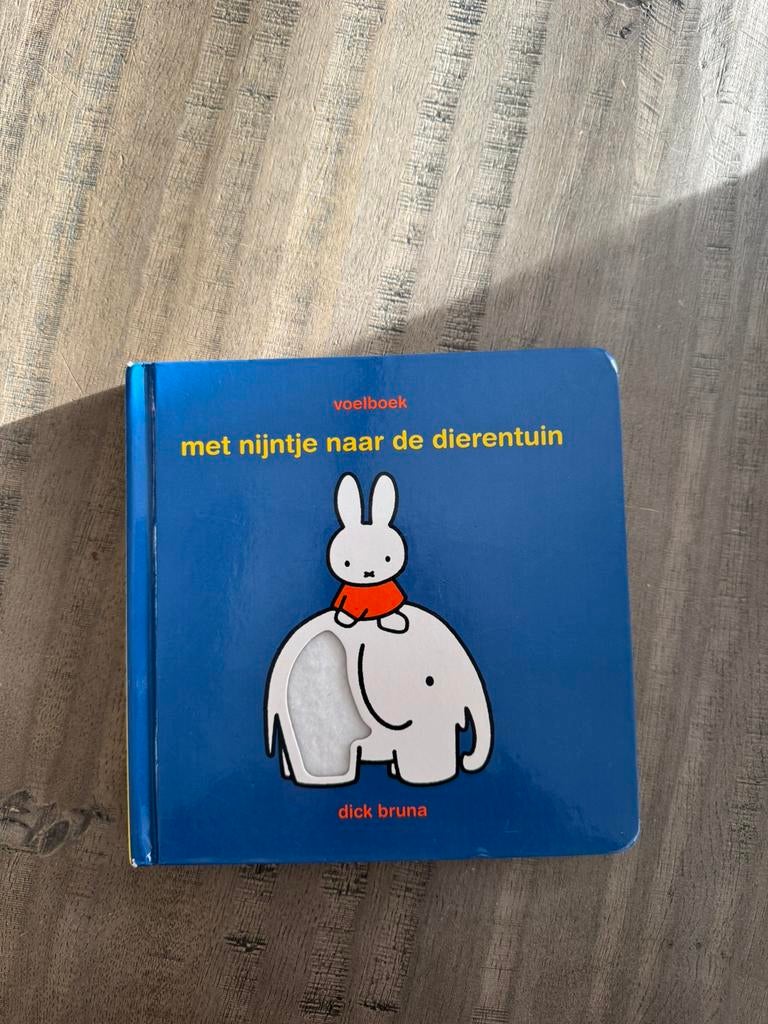 voelboek
met nijntje naar de dierentuin
dick bruna